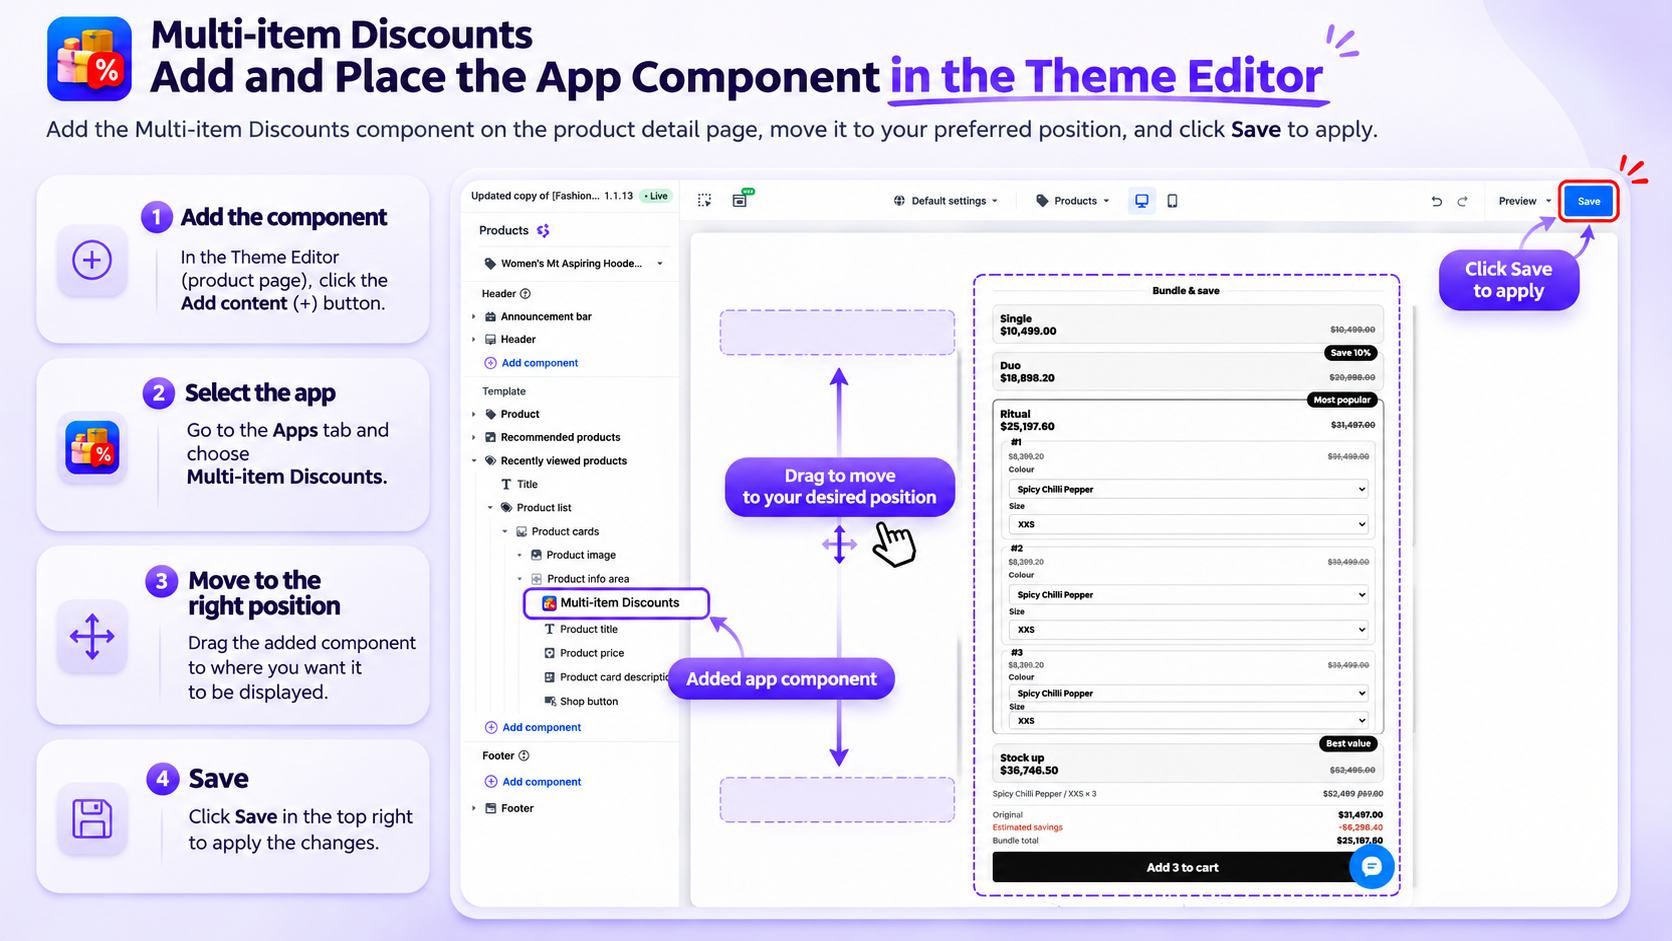 Multi-item Discounts
Add and Place the App Component in the Theme Editor
Add the Multi-item Discounts component on the product detail page, move it to your preferred position, and click Save to apply.
1 Add the component
In the Theme Editor
(product page), click the
Add content (+) button.
2 Select the app
Go to the Apps tab and
choose
Multi-item Discounts.
3 Move to the
right position
Drag the added component
to where you want it
to be displayed.
4 Save
Click Save in the top right
to apply the changes.
Updated copy of [Fashion... 1.1.13 • Live
Default settings
Products
Preview
Save
Products
Women's Mt Aspiring Hoode...
Header
Announcement bar
Header
Add component
Template
Product
Recommended products
Recently viewed products
Title
Product list
Product cards
Product image
Product info area
Multi-item Discounts
Product title
Product price
Product card descriptio
Shop button
Add component
Footer
Add component
Footer
Drag to move
to your desired position
Added app component
Click Save
to apply
Bundle & save
Single
$10,499.00 $10,499.00
Save 10%
Duo
$18,898.20 $20,998.00
Most popular
Ritual
$25,197.60 $31,497.00
#1
$8,399.20
Colour
Spicy Chilli Pepper
Size
XXS
#2
$8,399.20
Colour
Spicy Chilli Pepper
Size
XXS
#3
$8,399.20
Colour
Spicy Chilli Pepper
Size
XXS
Best value
Stock up
$36,746.50 $52,495.00
Spicy Chilli Pepper / XXS × 3
Original $31,497.00
Estimated savings -$6,298.40
Bundle total $25,197.60
Add 3 to cart